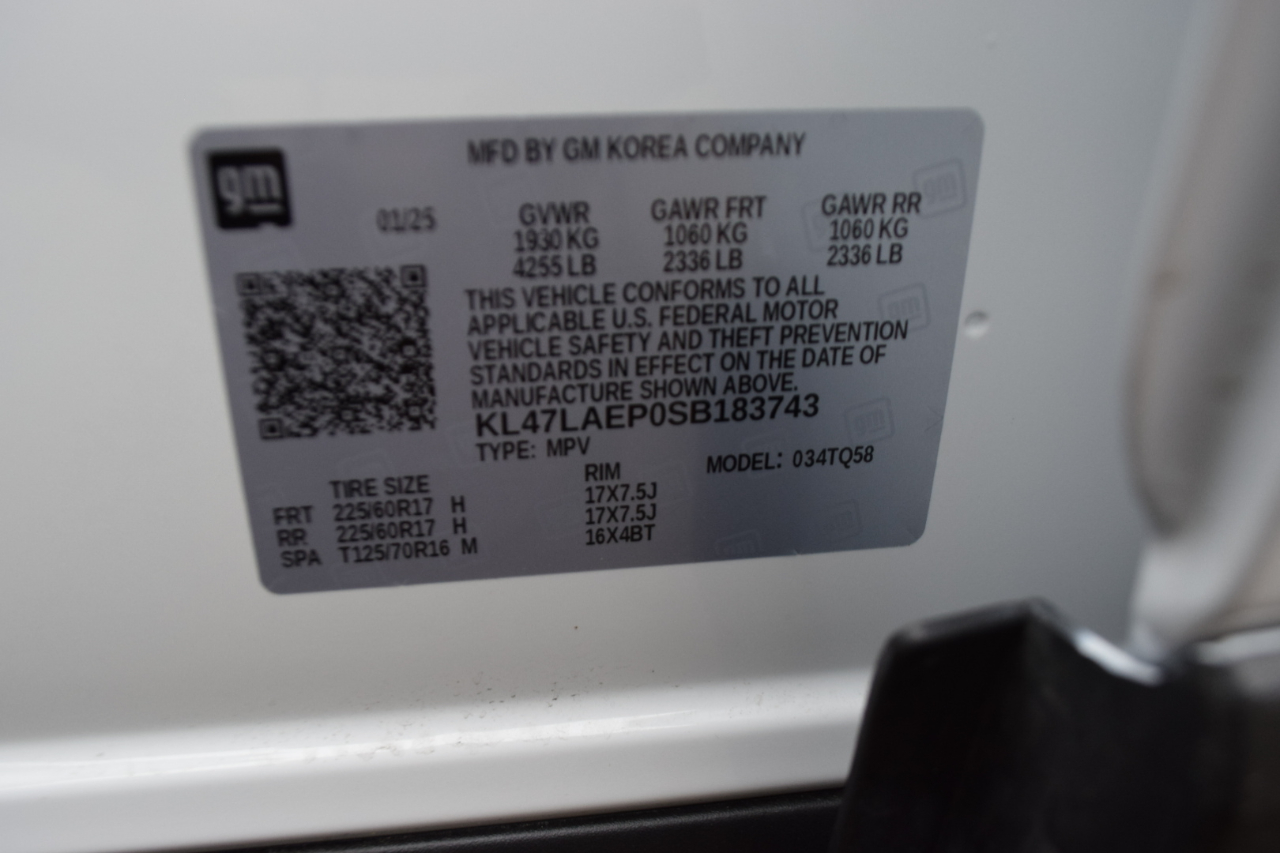 MFD BY GM KOREA COMPANY
gm
01/25
GVWR GAWR FRT GAWR RR
1930 KG 1060 KG 1060 KG
4255 LB 2336 LB 2336 LB
THIS VEHICLE CONFORMS TO ALL
APPLICABLE U.S. FEDERAL MOTOR
VEHICLE SAFETY AND THEFT PREVENTION
STANDARDS IN EFFECT ON THE DATE OF
MANUFACTURE SHOWN ABOVE.
KL47LAEP0SB183743
TYPE: MPV MODEL: 034TQ58
TIRE SIZE RIM
FRT 225/60R17 H 17X7.5J
RR 225/60R17 H 17X7.5J
SPA T125/70R16 M 16X4BT